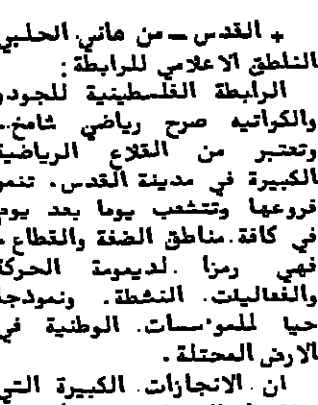 + القدس – من هاني الحلبي
الناطق الاعلامي للرابطة :
الرابطة الفلسطينية للجودو
والكراتيه صرح رياضي شامخ.
وتعتبر من القلاع الرياضية
الكبيرة في مدينة القدس. تنمو
فروعها وتتشعب يوما بعد يوم
في كافة مناطق الضفة والقطاع.
فهي رمزا لديمومة الحركة
والفعاليات النشطة. ونموذجا
حيا للمؤسسات الوطنية في
الارض المحتلة.
ان الانجازات الكبيرة التي